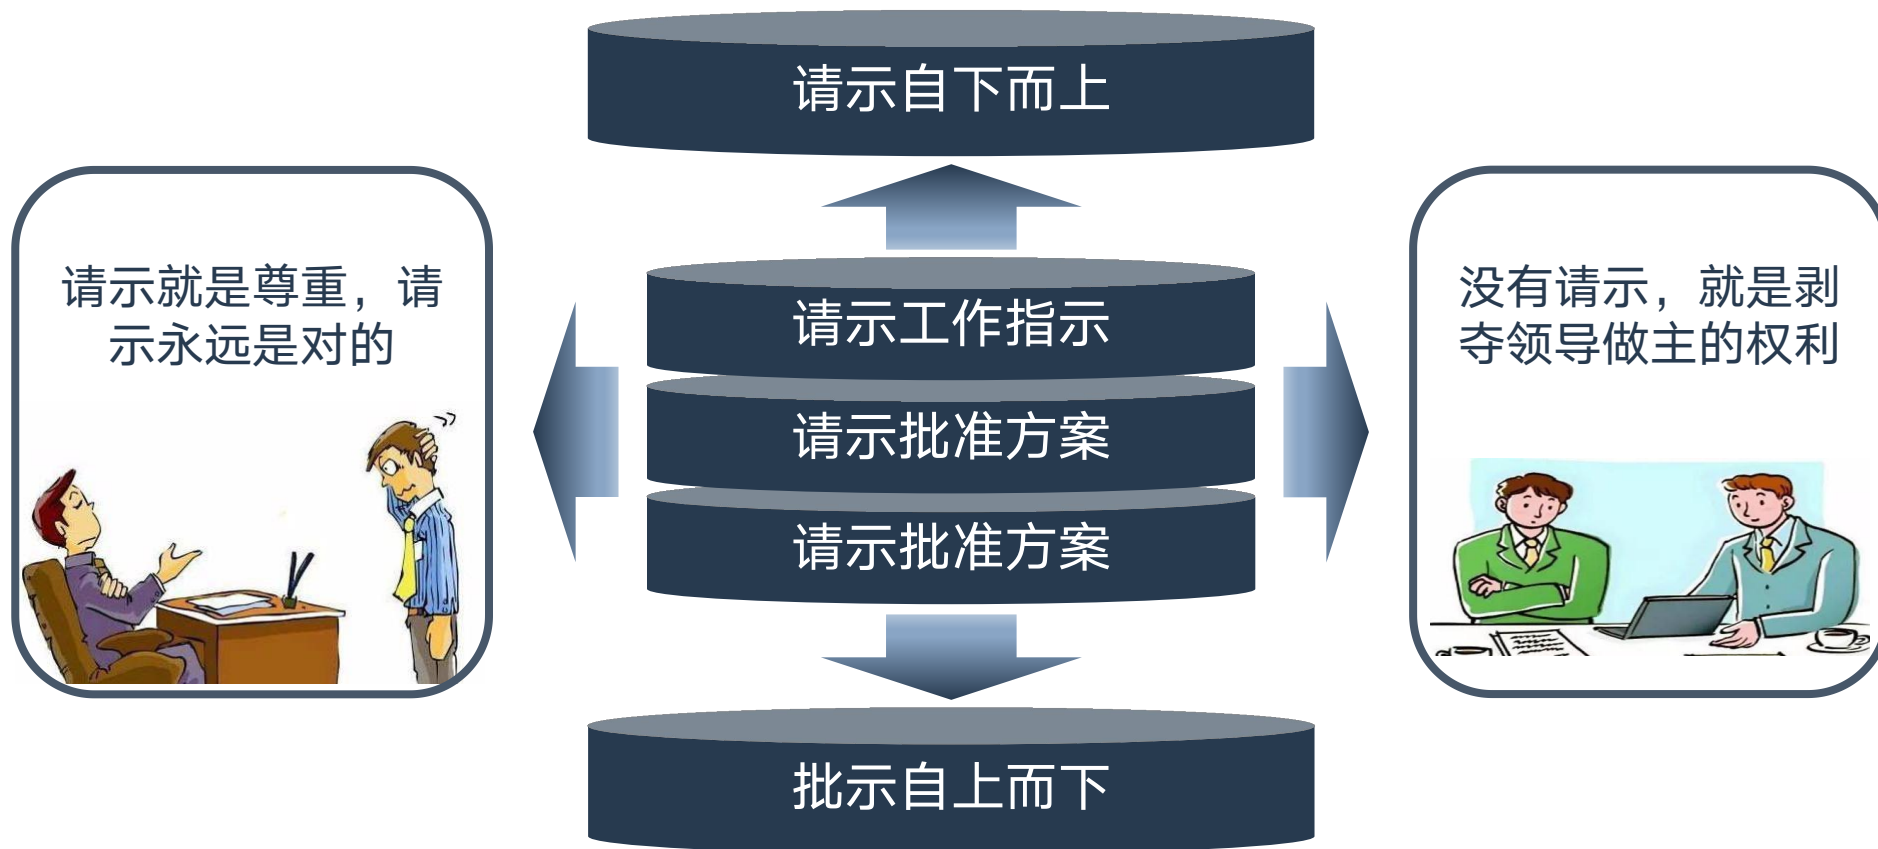 请示自下而上
请示就是尊重，请
示永远是对的
请示工作指示
请示批准方案
请示批准方案
没有请示，就是剥
夺领导做主的权利
批示自上而下